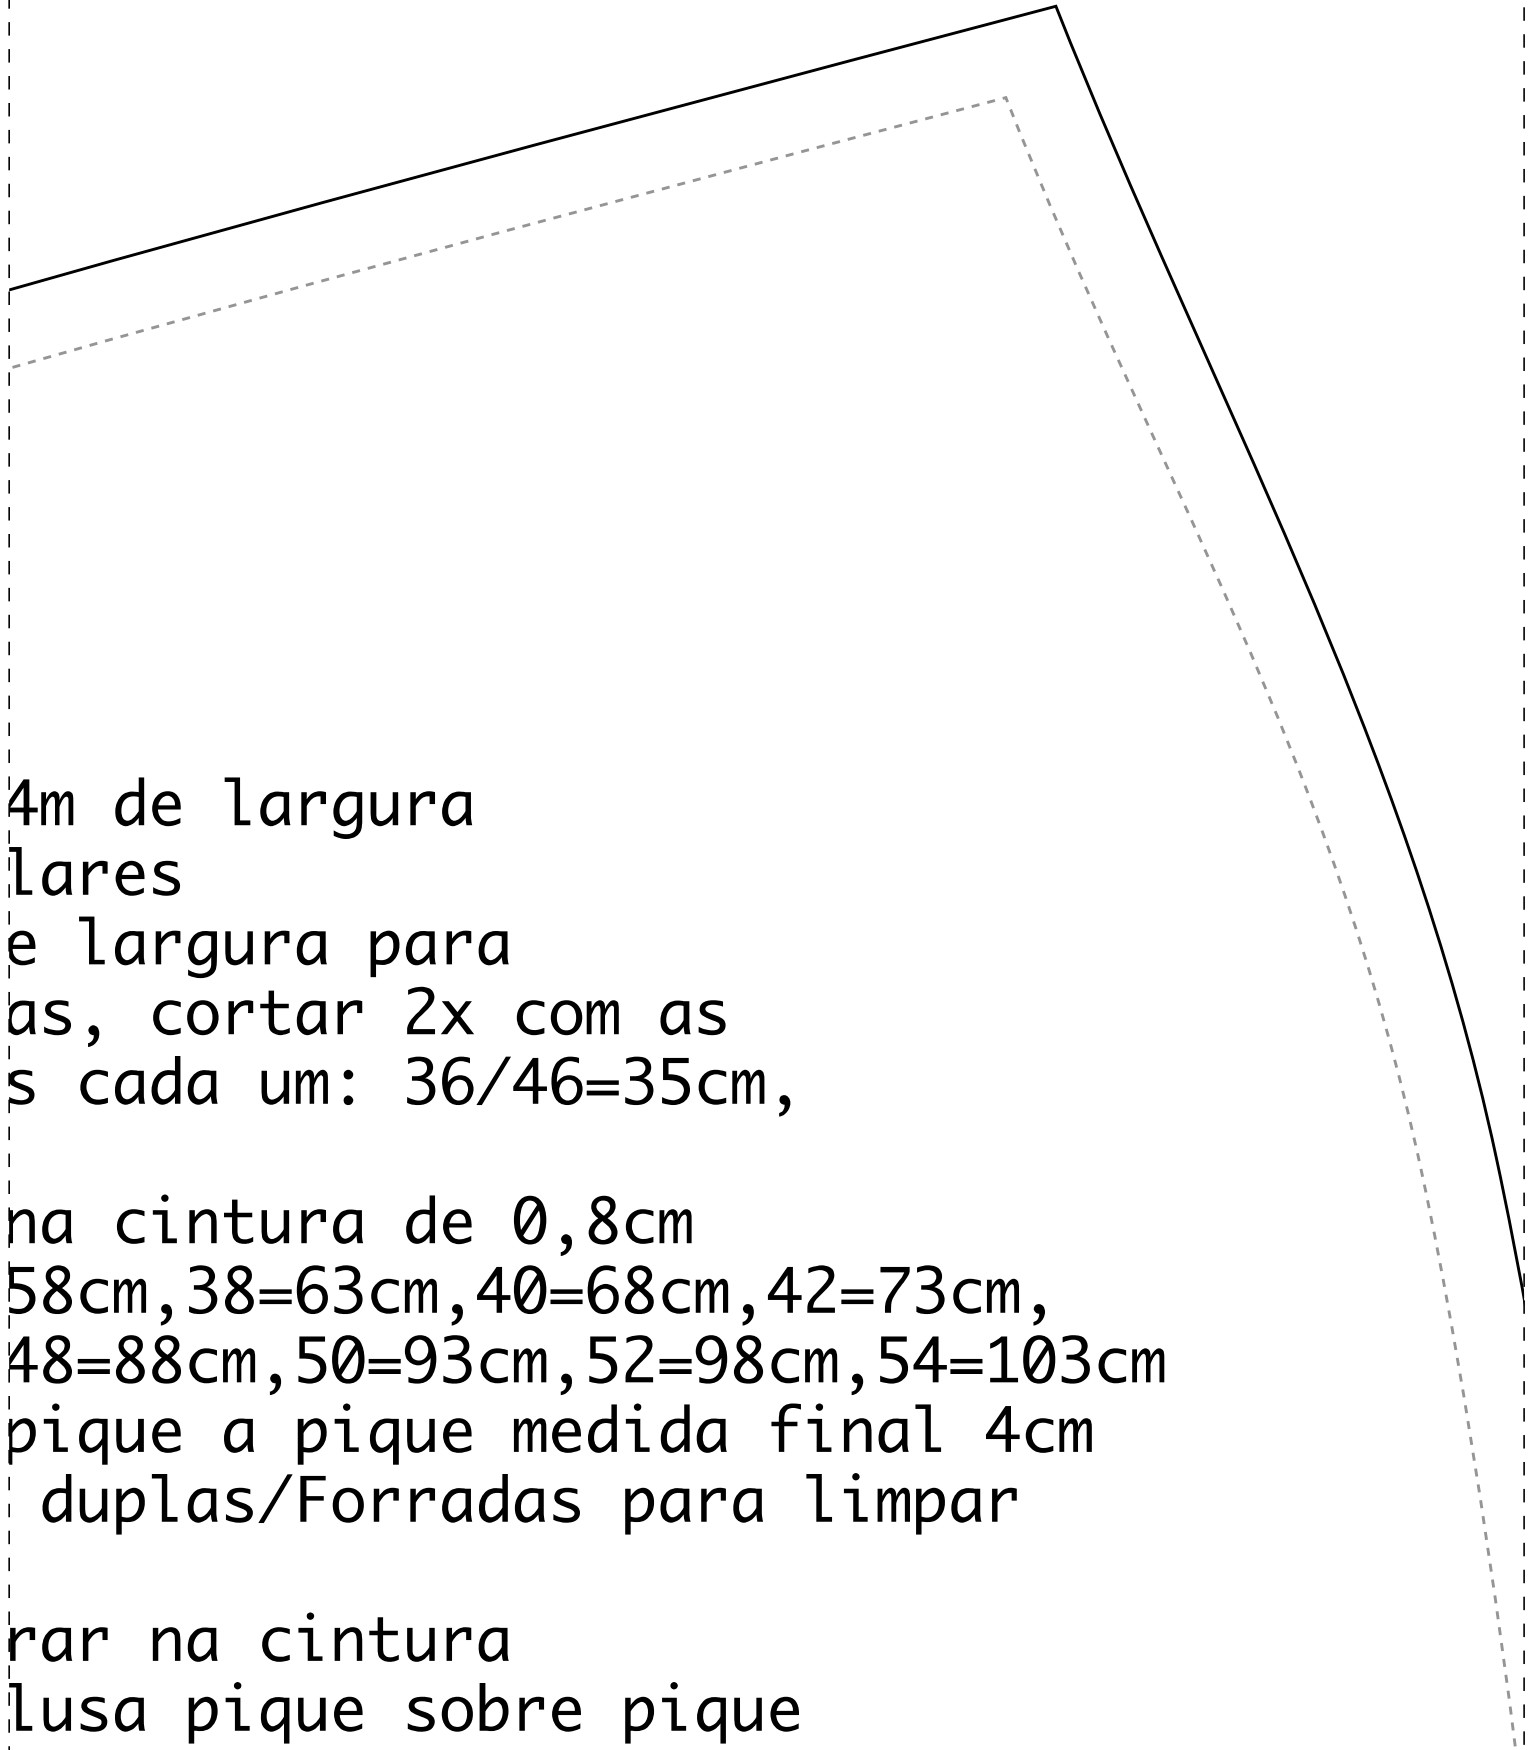 4m de largura
lares
e largura para
as, cortar 2x com as
s cada um: 36/46=35cm,
na cintura de 0,8cm
58cm,38=63cm,40=68cm,42=73cm,
48=88cm,50=93cm,52=98cm,54=103cm
pique a pique medida final 4cm
duplas/Forradas para limpar
rar na cintura
lusa pique sobre pique